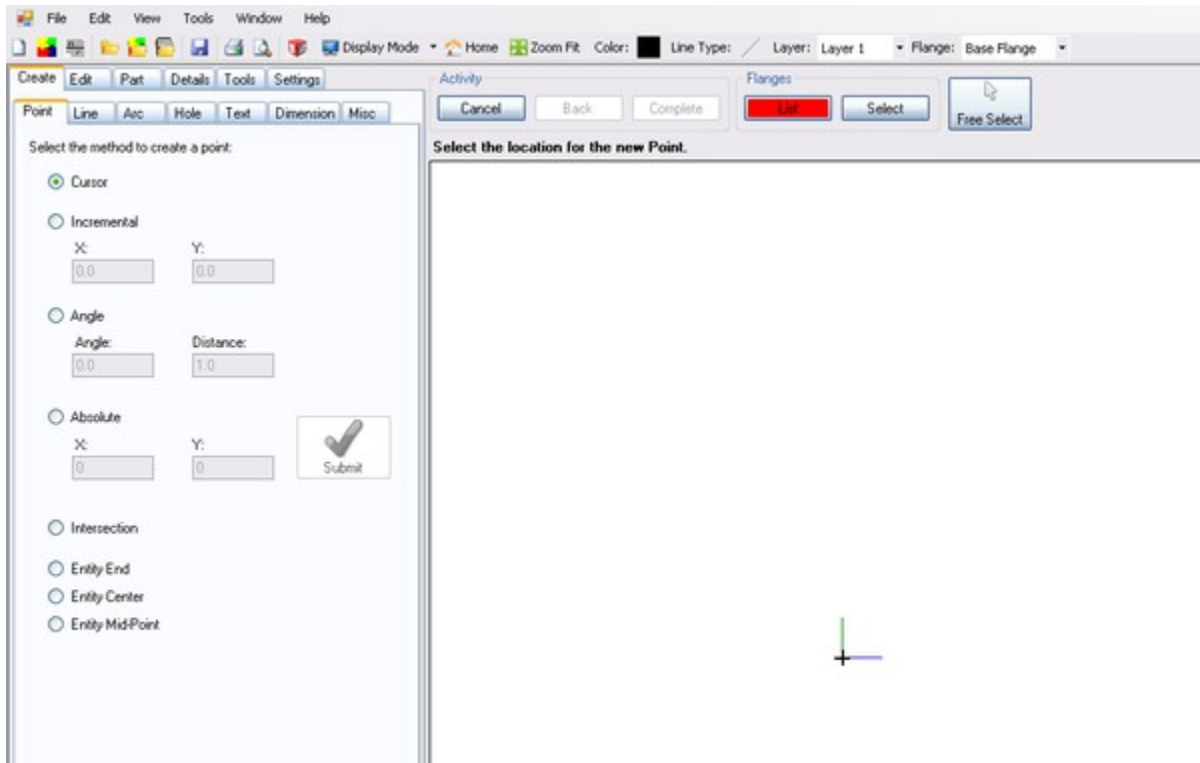 File Edit View Tools Window Help
Display Mode Home Zoom Fit Color: Line Type: Layer: Layer 1 Flange: Base Flange
Create Edit Part Details Tools Settings
Point Line Arc Hole Text Dimension Misc
Activity
Cancel Back Complete
Flanges
List Select
Free Select
Select the method to create a point:
Select the location for the new Point.
Cursor
Incremental
X: Y:
0.0 0.0
Angle
Angle: Distance:
0.0 1.0
Absolute
X: Y:
0 0
Submit
Intersection
Entity End
Entity Center
Entity Mid-Point